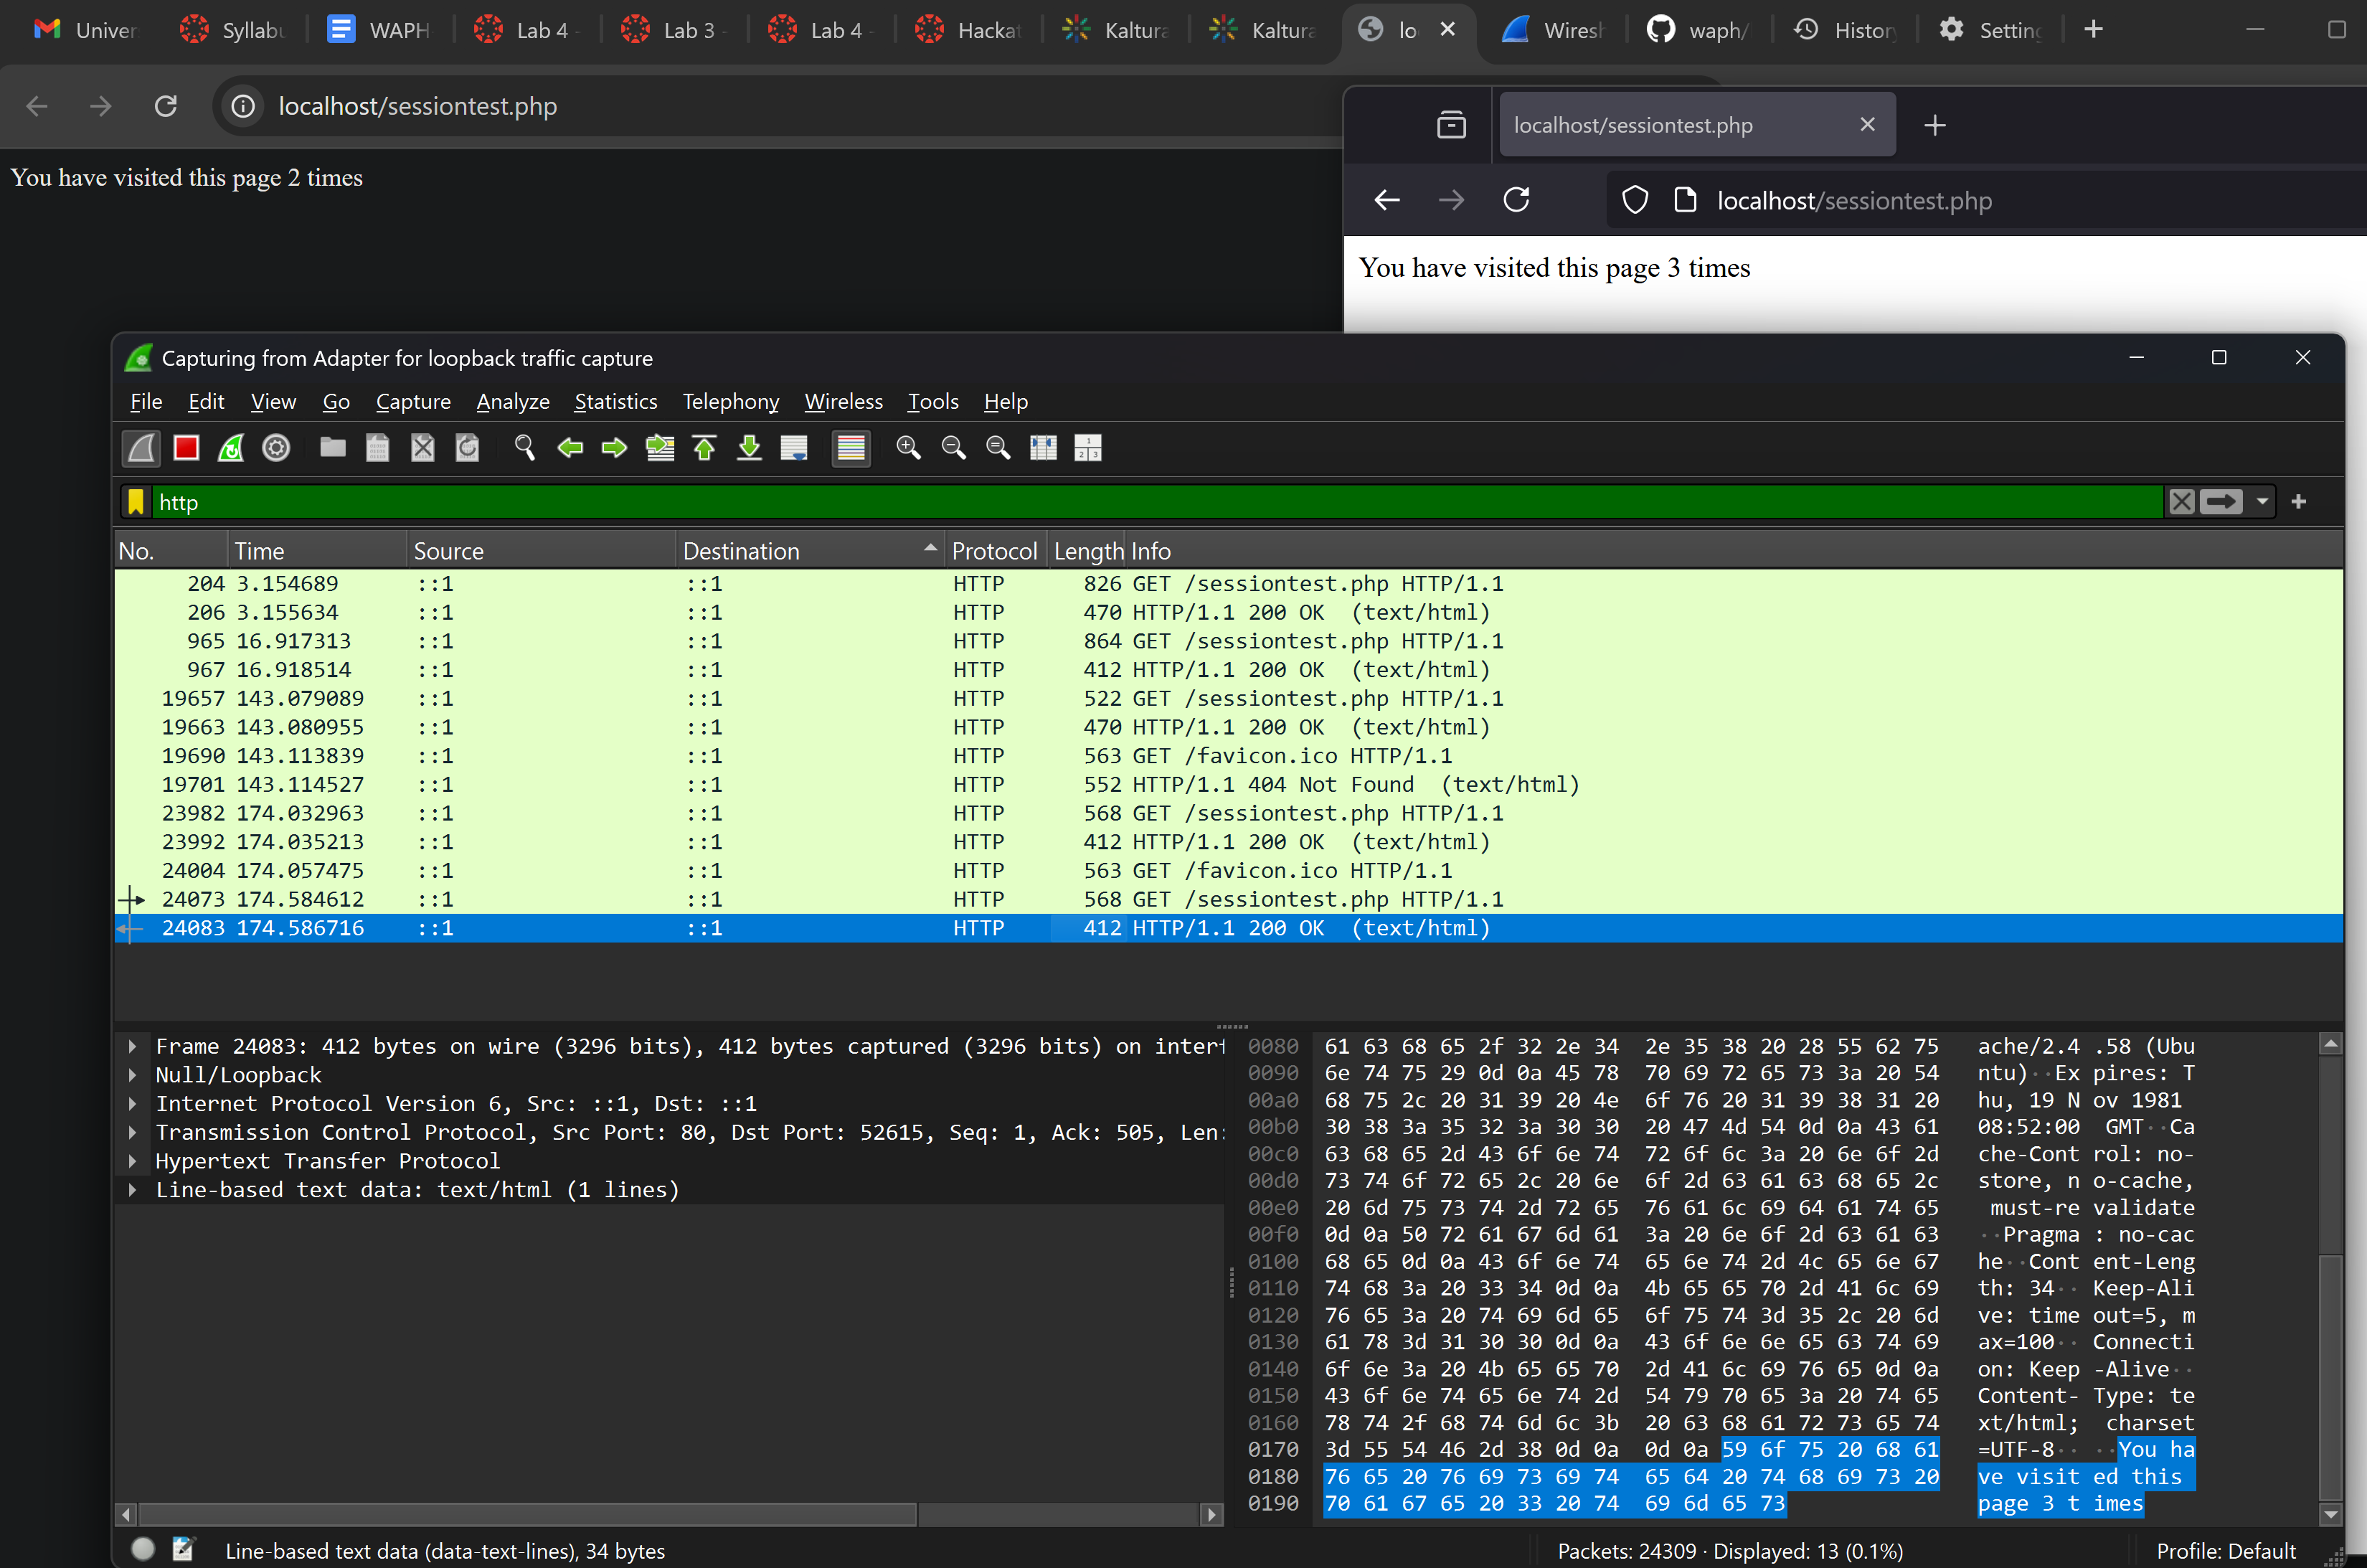 Univer Syllabu WAPH Lab 4 - Lab 3 - Lab 4 - Hackat Kaltura Kaltura lo Wiresh waph/ History Setting
localhost/sessiontest.php
You have visited this page 2 times
localhost/sessiontest.php
localhost/sessiontest.php
You have visited this page 3 times
Capturing from Adapter for loopback traffic capture
File Edit View Go Capture Analyze Statistics Telephony Wireless Tools Help
http
No. Time Source Destination Protocol Length Info
204 3.154689 ::1 ::1 HTTP 826 GET /sessiontest.php HTTP/1.1
206 3.155634 ::1 ::1 HTTP 470 HTTP/1.1 200 OK (text/html)
965 16.917313 ::1 ::1 HTTP 864 GET /sessiontest.php HTTP/1.1
967 16.918514 ::1 ::1 HTTP 412 HTTP/1.1 200 OK (text/html)
19657 143.079089 ::1 ::1 HTTP 522 GET /sessiontest.php HTTP/1.1
19663 143.080955 ::1 ::1 HTTP 470 HTTP/1.1 200 OK (text/html)
19690 143.113839 ::1 ::1 HTTP 563 GET /favicon.ico HTTP/1.1
19701 143.114527 ::1 ::1 HTTP 552 HTTP/1.1 404 Not Found (text/html)
23982 174.032963 ::1 ::1 HTTP 568 GET /sessiontest.php HTTP/1.1
23992 174.035213 ::1 ::1 HTTP 412 HTTP/1.1 200 OK (text/html)
24004 174.057475 ::1 ::1 HTTP 563 GET /favicon.ico HTTP/1.1
24073 174.584612 ::1 ::1 HTTP 568 GET /sessiontest.php HTTP/1.1
24083 174.586716 ::1 ::1 HTTP 412 HTTP/1.1 200 OK (text/html)
Frame 24083: 412 bytes on wire (3296 bits), 412 bytes captured (3296 bits) on interf
Null/Loopback
Internet Protocol Version 6, Src: ::1, Dst: ::1
Transmission Control Protocol, Src Port: 80, Dst Port: 52615, Seq: 1, Ack: 505, Len:
Hypertext Transfer Protocol
Line-based text data: text/html (1 lines)
0080 61 63 68 65 2f 32 2e 34 2e 35 38 20 28 55 62 75 ache/2.4 .58 (Ubu
0090 6e 74 75 29 0d 0a 45 78 70 69 72 65 73 3a 20 54 ntu)··Ex pires: T
00a0 68 75 2c 20 31 39 20 4e 6f 76 20 31 39 38 31 20 hu, 19 N ov 1981
00b0 30 38 3a 35 32 3a 30 30 20 47 4d 54 0d 0a 43 61 08:52:00 GMT··Ca
00c0 63 68 65 2d 43 6f 6e 74 72 6f 6c 3a 20 6e 6f 2d che-Cont rol: no-
00d0 73 74 6f 72 65 2c 20 6e 6f 2d 63 61 63 68 65 2c store, n o-cache,
00e0 20 6d 75 73 74 2d 72 65 76 61 6c 69 64 61 74 65 must-re validate
00f0 0d 0a 50 72 61 67 6d 61 3a 20 6e 6f 2d 63 61 63 ··Pragma : no-cac
0100 68 65 0d 0a 43 6f 6e 74 65 6e 74 2d 4c 65 6e 67 he··Cont ent-Leng
0110 74 68 3a 20 33 34 0d 0a 4b 65 65 70 2d 41 6c 69 th: 34·· Keep-Ali
0120 76 65 3a 20 74 69 6d 65 6f 75 74 3d 35 2c 20 6d ve: time out=5, m
0130 61 78 3d 31 30 30 0d 0a 43 6f 6e 6e 65 63 74 69 ax=100·· Connecti
0140 6f 6e 3a 20 4b 65 65 70 2d 41 6c 69 76 65 0d 0a on: Keep -Alive··
0150 43 6f 6e 74 65 6e 74 2d 54 79 70 65 3a 20 74 65 Content- Type: te
0160 78 74 2f 68 74 6d 6c 3b 20 63 68 61 72 73 65 74 xt/html; charset
0170 3d 55 54 46 2d 38 0d 0a 0d 0a 59 6f 75 20 68 61 =UTF-8·· ··You ha
0180 76 65 20 76 69 73 69 74 65 64 20 74 68 69 73 20 ve visit ed this
0190 70 61 67 65 20 33 20 74 69 6d 65 73 page 3 t imes
Line-based text data (data-text-lines), 34 bytes
Packets: 24309 · Displayed: 13 (0.1%)
Profile: Default